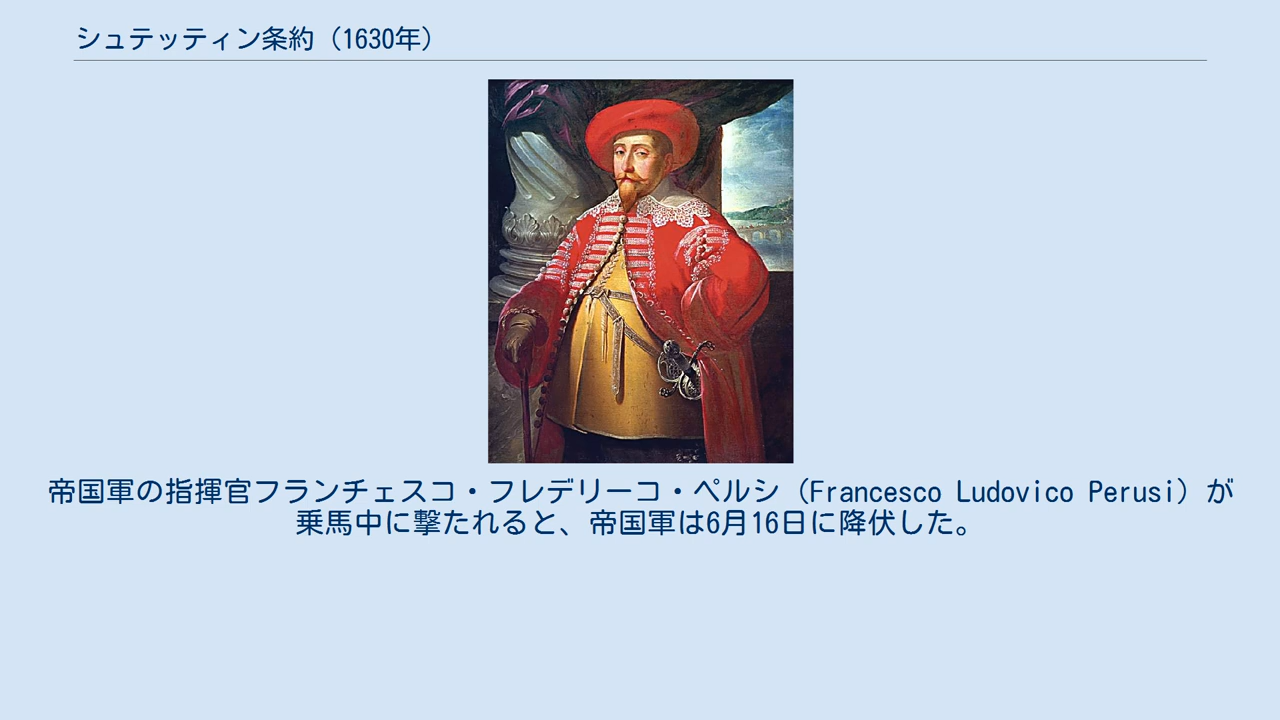 シュテッティン条約（1630年）
帝国軍の指揮官フランチェスコ・フレデリーコ・ペルシ（Francesco Ludovico Perusi）が
乗馬中に撃たれると、帝国軍は6月16日に降伏した。